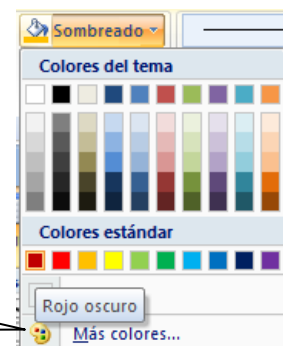 Sombreado
Colores del tema
Colores estándar
Rojo oscuro
Más colores...